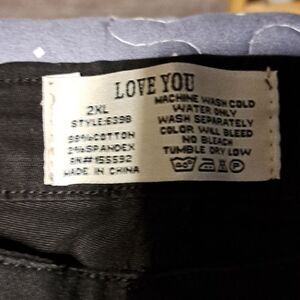 LOVE YOU
2XL
STYLE:6398
98%COTTON
2%SPANDEX
RN#155592
MADE IN CHINA
MACHINE WASH COLD
WATER ONLY
WASH SEPARATELY
COLOR WILL BLEED
NO BLEACH
TUMBLE DRY LOW